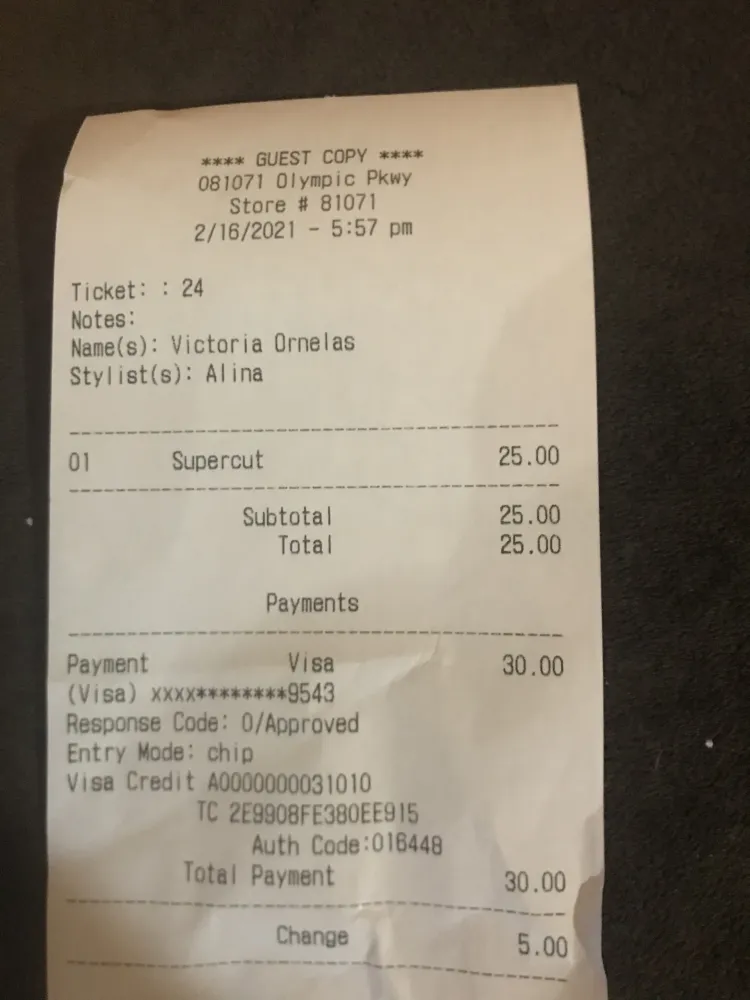 **** GUEST COPY ****
081071 Olympic Pkwy
Store # 81071
2/16/2021 - 5:57 pm
Ticket: : 24
Notes:
Name(s): Victoria Ornelas
Stylist(s): Alina
01 Supercut 25.00
Subtotal 25.00
Total 25.00
Payments
Payment Visa 30.00
(Visa) xxxx********9543
Response Code: 0/Approved
Entry Mode: chip
Visa Credit A0000000031010
TC 2E9908FE380EE915
Auth Code:016448
Total Payment 30.00
Change 5.00